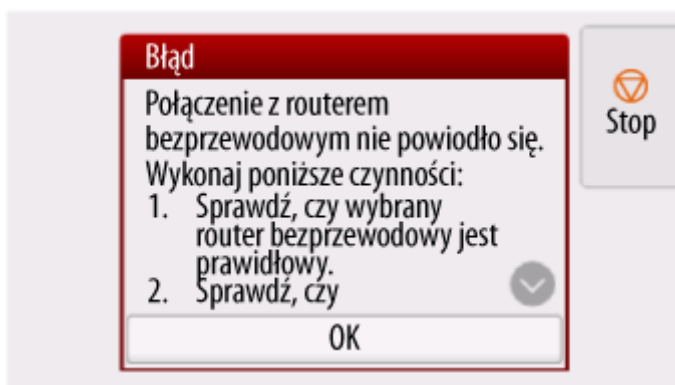 Błąd
Połączenie z routerem
bezprzewodowym nie powiodło się.
Wykonaj poniższe czynności:
1. Sprawdź, czy wybrany
router bezprzewodowy jest
prawidłowy.
2. Sprawdź, czy
OK
Stop